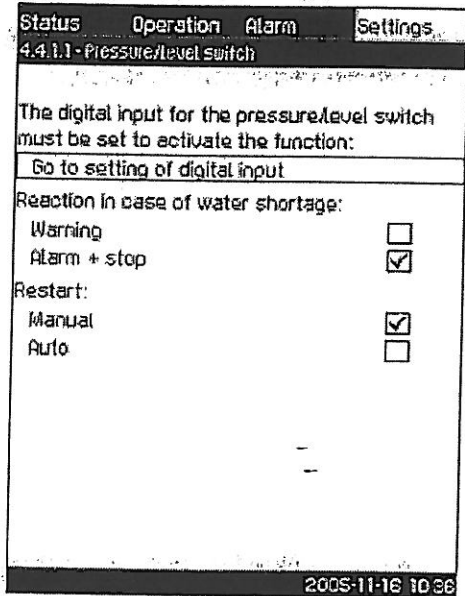 Status Operation Alarm Settings
4.4.1.1 - Pressure/level switch
The digital input for the pressure/level switch
must be set to activate the function:
Go to setting of digital input
Reaction in case of water shortage:
Warning
Alarm + stop
Restart:
Manual
Auto
2005-11-16 10:36